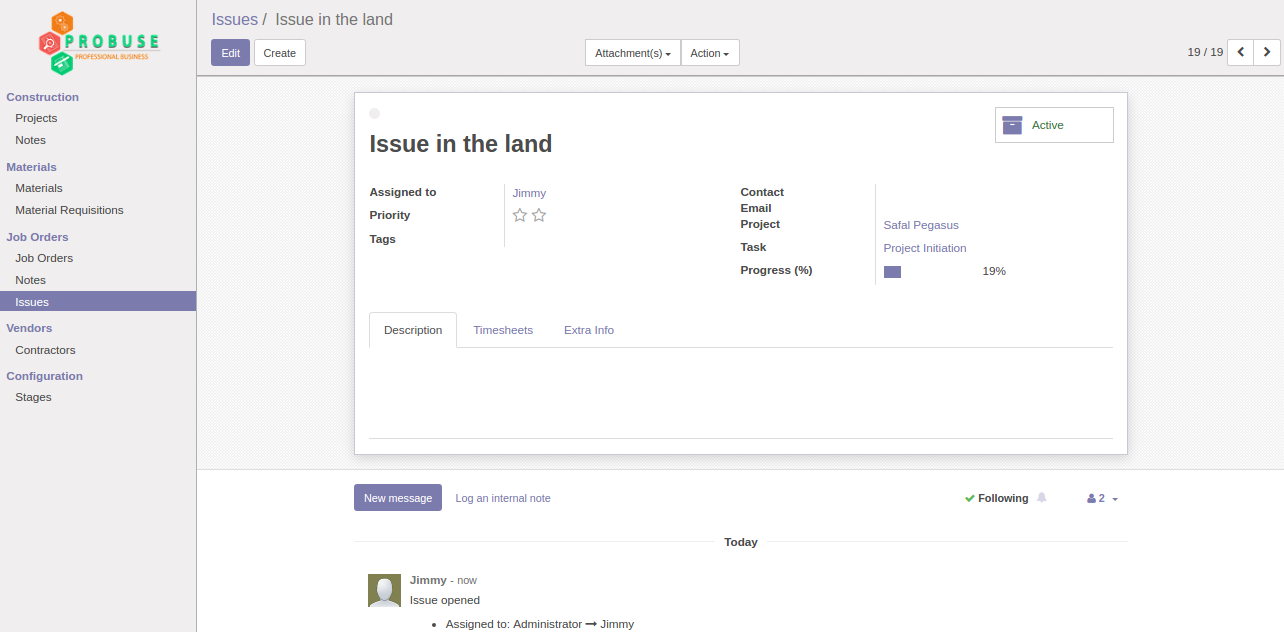 PROBUSE
PROFESSIONAL BUSINESS
Construction
Projects
Notes
Materials
Materials
Material Requisitions
Job Orders
Job Orders
Notes
Issues
Vendors
Contractors
Configuration
Stages
Issues / Issue in the land
Edit Create Attachment(s) Action 19 / 19
Active
Issue in the land
Assigned to Jimmy
Priority
Tags
Contact
Email
Project Safal Pegasus
Task Project Initiation
Progress (%) 19%
Description Timesheets Extra Info
New message Log an internal note Following 2
Today
Jimmy - now
Issue opened
• Assigned to: Administrator → Jimmy